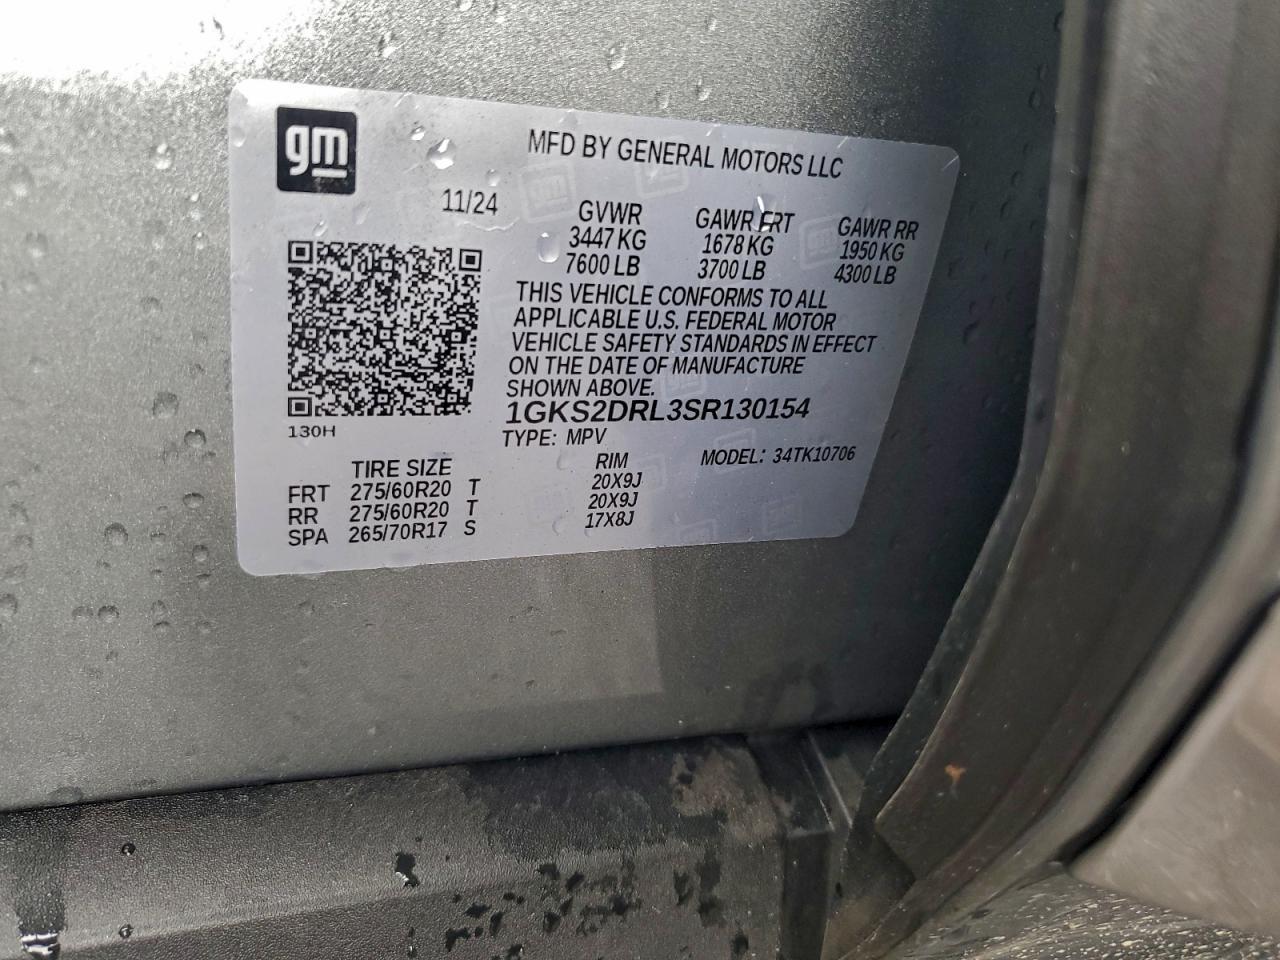 gm
MFD BY GENERAL MOTORS LLC
11/24
GVWR GAWR FRT GAWR RR
3447 KG 1678 KG 1950 KG
7600 LB 3700 LB 4300 LB
THIS VEHICLE CONFORMS TO ALL
APPLICABLE U.S. FEDERAL MOTOR
VEHICLE SAFETY STANDARDS IN EFFECT
ON THE DATE OF MANUFACTURE
SHOWN ABOVE.
1GKS2DRL3SR130154
130H
TYPE: MPV
MODEL: 34TK10706
TIRE SIZE RIM
FRT 275/60R20 T 20X9J
RR 275/60R20 T 20X9J
SPA 265/70R17 S 17X8J